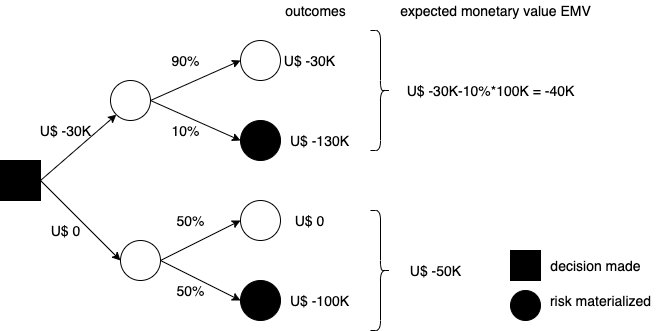 outcomes expected monetary value EMV
90% U$ -30K
U$ -30K-10%*100K = -40K
U$ -30K 10% U$ -130K
U$ 0 50% U$ 0
50% U$ -100K
U$ -50K
decision made
risk materialized